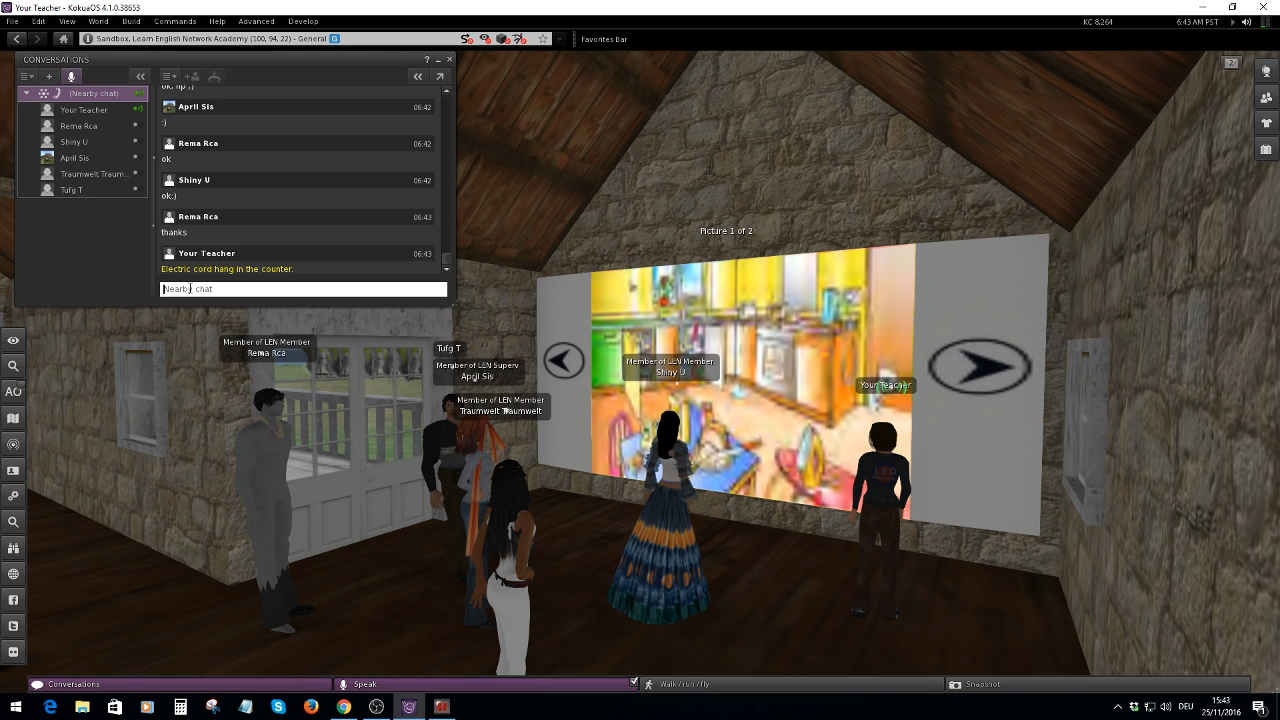 Your Teacher - KokuaOS 4.1.0.38653
File Edit View World Build Commands Help Advanced Develop
KC 8,264 6:43 AM PST
Sandbox, Learn English Network Academy (100, 94, 22) - General G
Favorites Bar
CONVERSATIONS
(Nearby chat)
Your Teacher
Rema Rca
Shiny U
April Sis
Traumwelt Traum...
Tufg T
ok, np ;)
April Sis 06:42
:)
Rema Rca 06:42
ok
Shiny U 06:42
ok:)
Rema Rca 06:43
thanks
Your Teacher 06:43
Electric cord hang in the counter.
Nearby chat
Picture 1 of 2
Member of LEN Member
Rema Rca
Tufg T
Member of LEN Superv
April Sis
Member of LEN Member
Traumwelt Traumwelt
Member of LEN Member
Shiny U
Your Teacher
LEO
Conversations
Speak
Walk / run / fly
Snapshot
DEU
15:43
25/11/2016